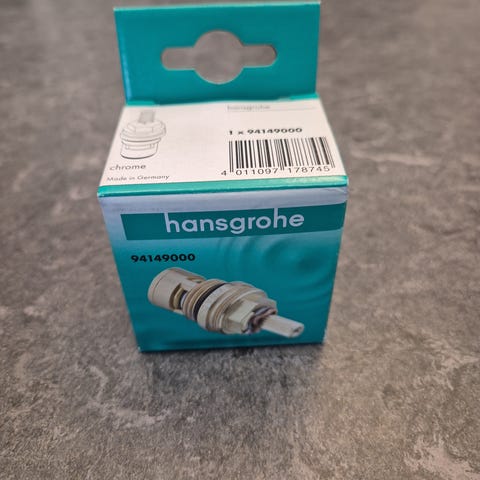 hansgrohe
1 x 94149000
chrome
Made in Germany
4 011097 178745
hansgrohe
94149000